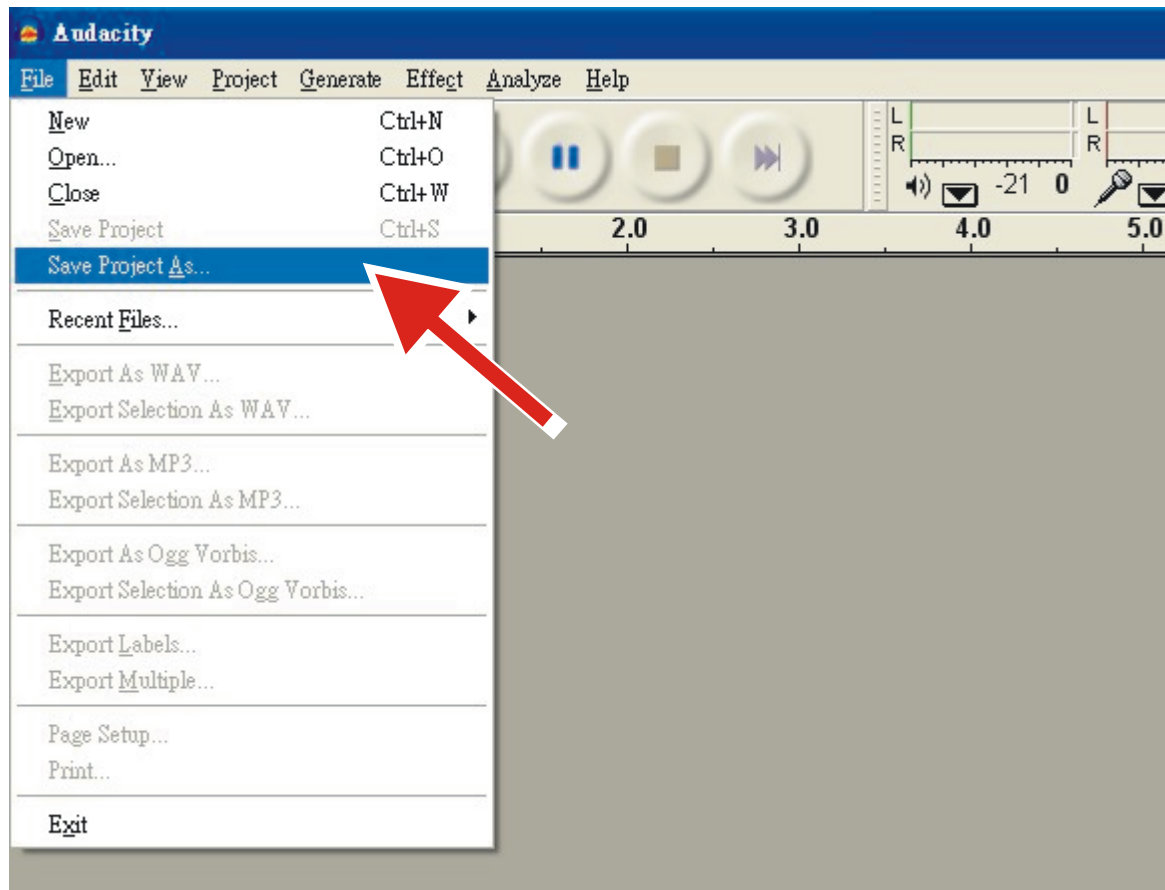 Audacity
File Edit View Project Generate Effect Analyze Help
New Ctrl+N
Open... Ctrl+O
Close Ctrl+W
Save Project Ctrl+S
Save Project As...
Recent Files...
Export As WAV...
Export Selection As WAV...
Export As MP3...
Export Selection As MP3...
Export As Ogg Vorbis...
Export Selection As Ogg Vorbis...
Export Labels...
Export Multiple...
Page Setup...
Print...
Exit
L L
R R
-21 0
2.0 3.0 4.0 5.0